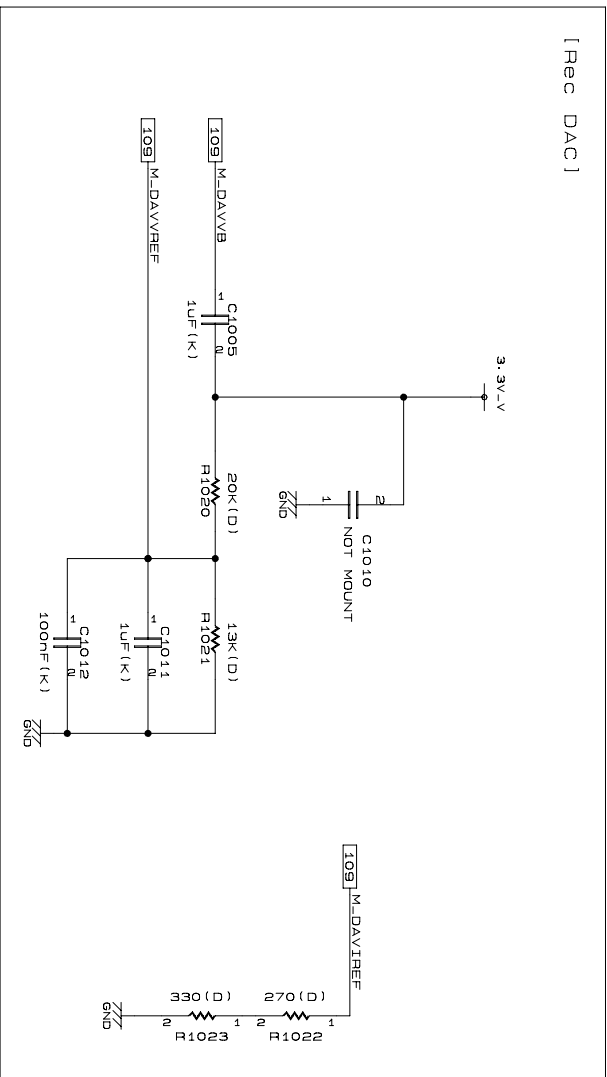 [Rec DAC]
3.3V_V
109
M_DAVVB
1
C1005
2
1uF(K)
109
M_DAVVREF
2
C1010
NOT MOUNT
1
GND
20K(D)
R1020
13K(D)
R1021
1
C1011
2
1uF(K)
1
C1012
2
100nF(K)
GND
109
M_DAVIREF
1
270(D)
R1022
2
1
330(D)
R1023
2
GND